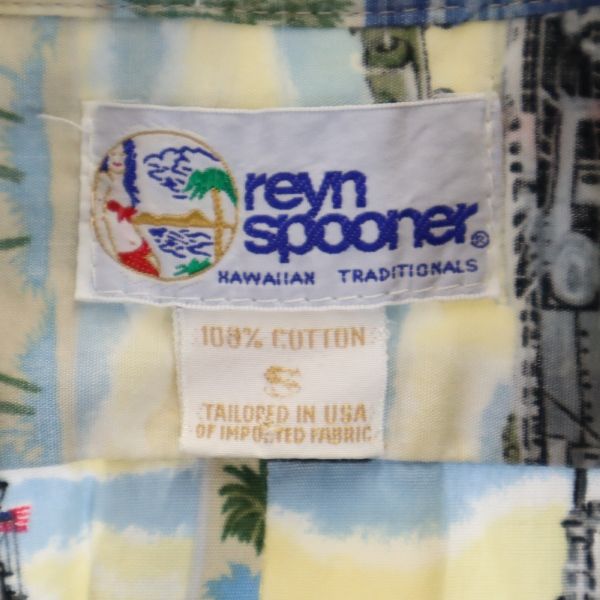 reyn
spooner®
HAWAIIAN TRADITIONALS
100% COTTON
S
TAILORED IN USA
OF IMPORTED FABRIC